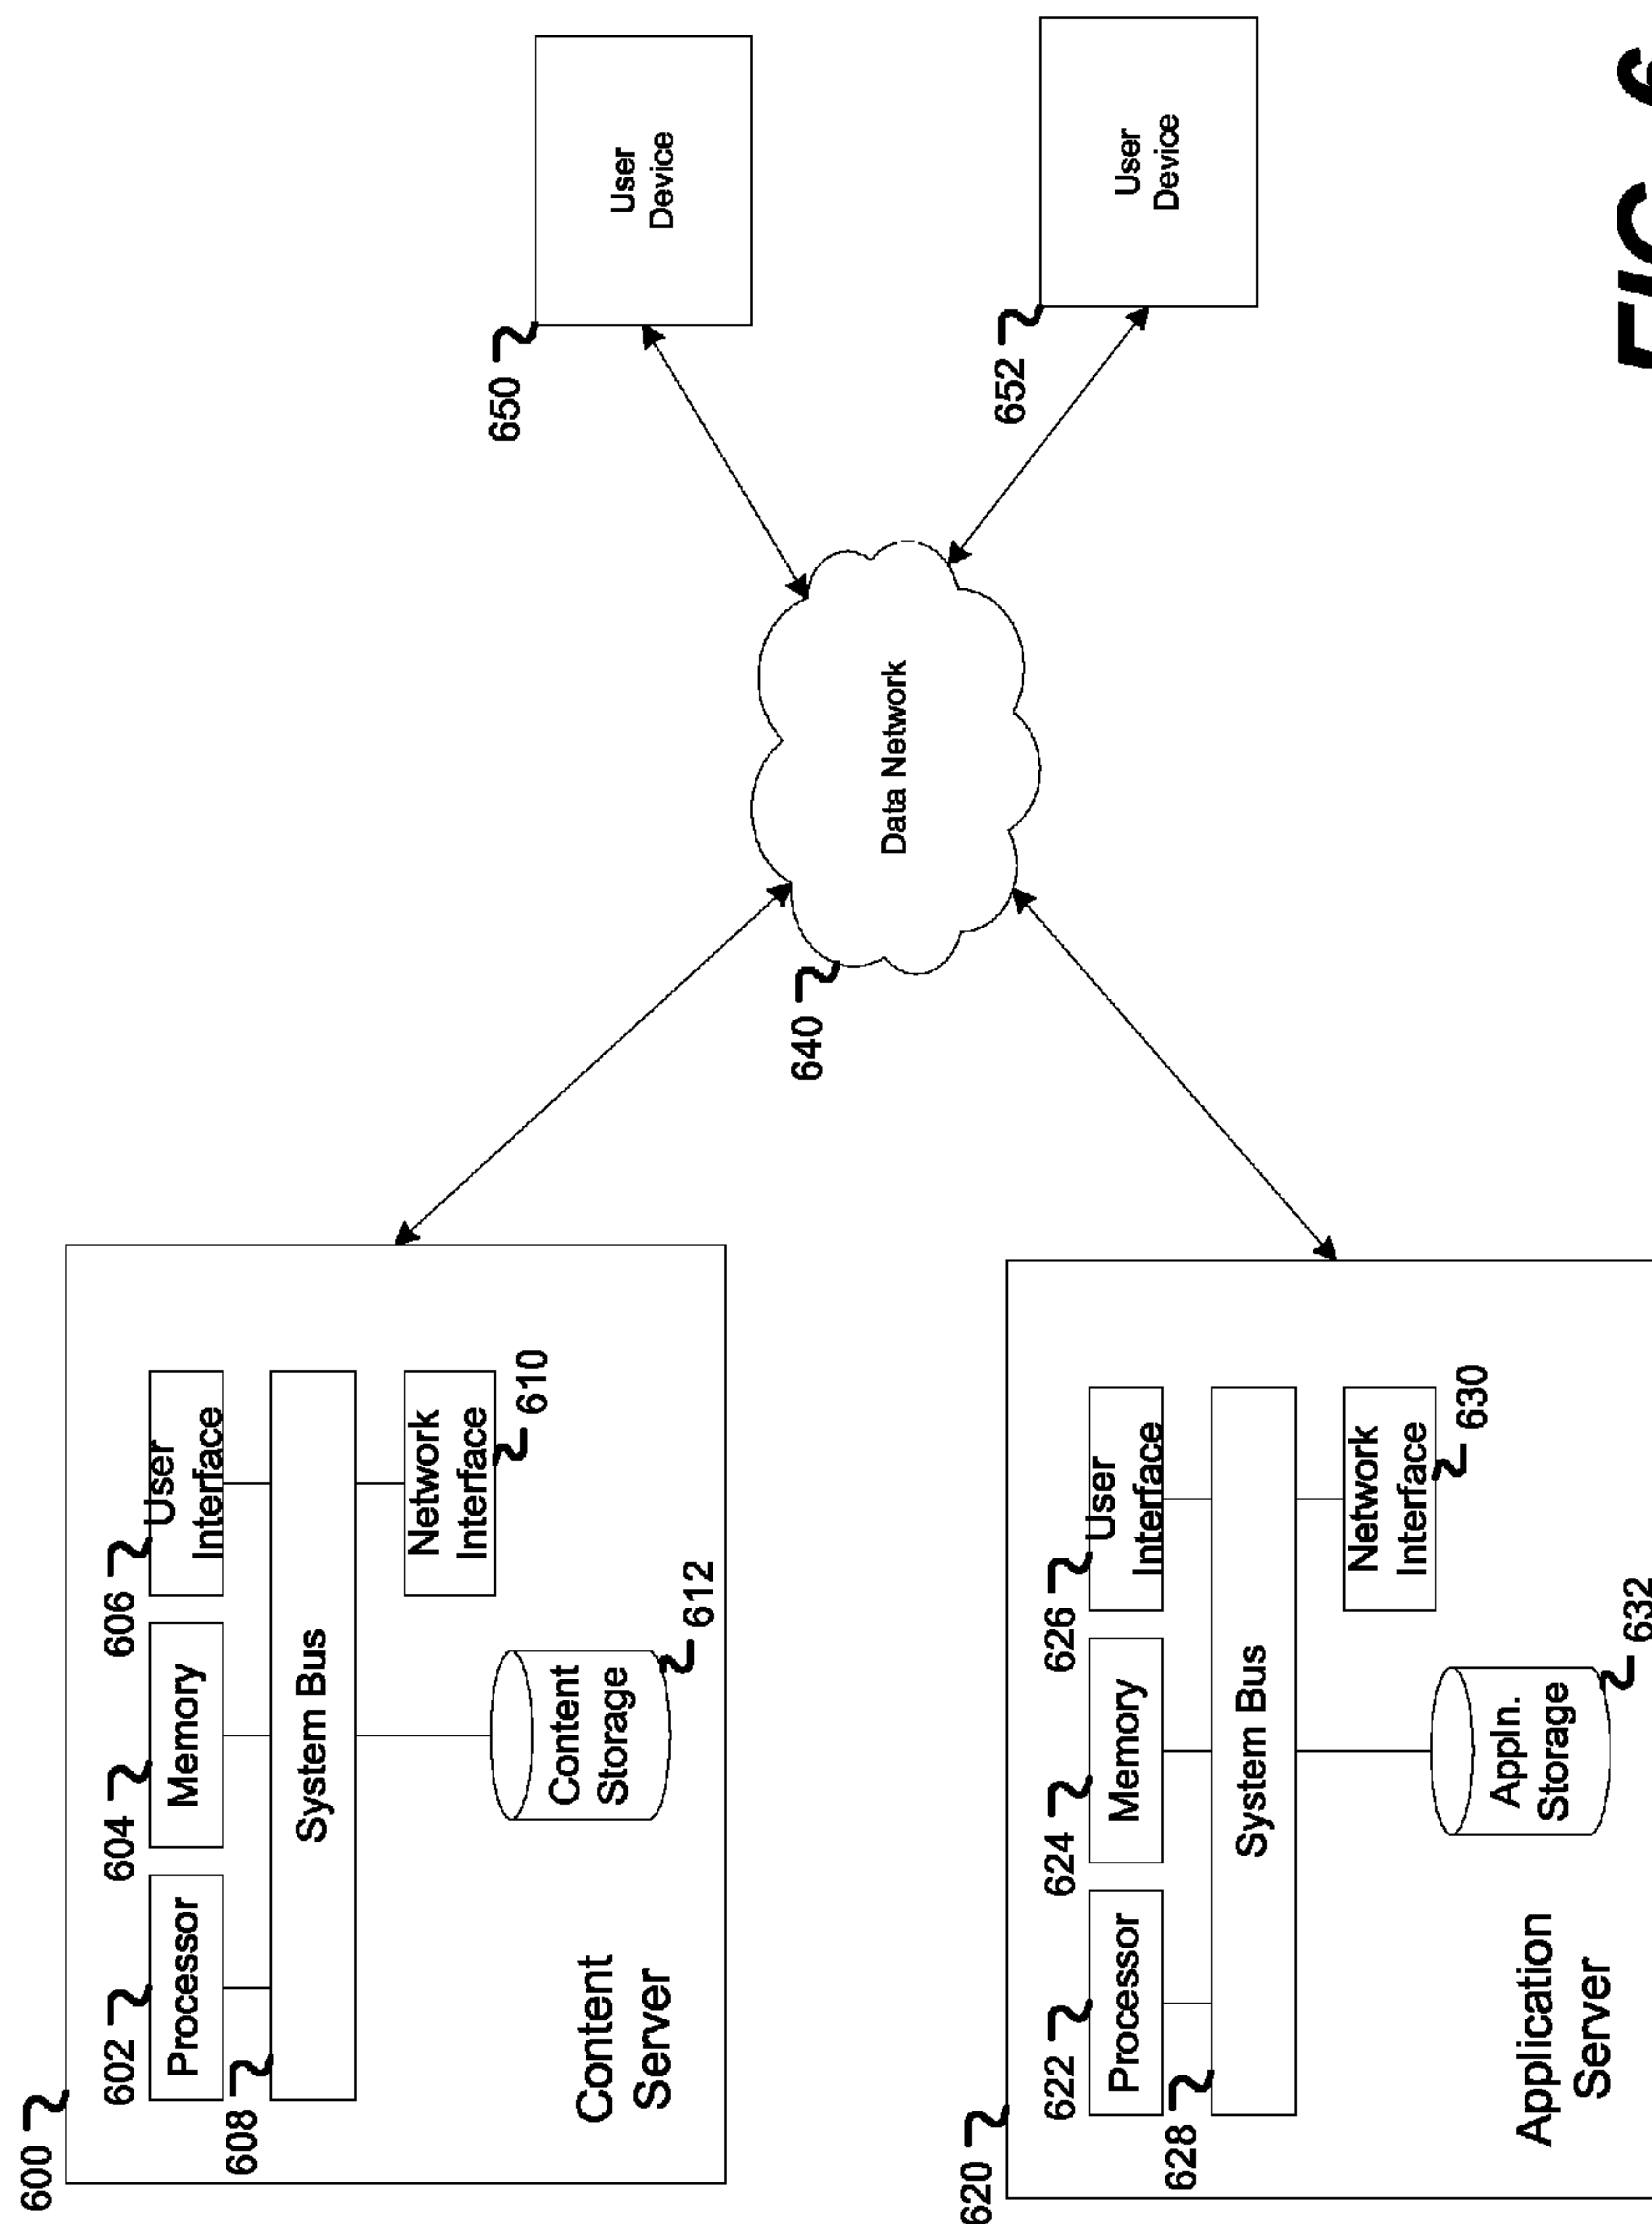 600
602
Processor
604
Memory
606
User
Interface
608
System Bus
Content
Storage
612
Network
Interface
610
Content
Server
620
622
Processor
624
Memory
626
User
Interface
628
System Bus
Appln.
Storage
632
Network
Interface
630
Application
Server
640
Data Network
650
User
Device
652
User
Device
FIG. 6